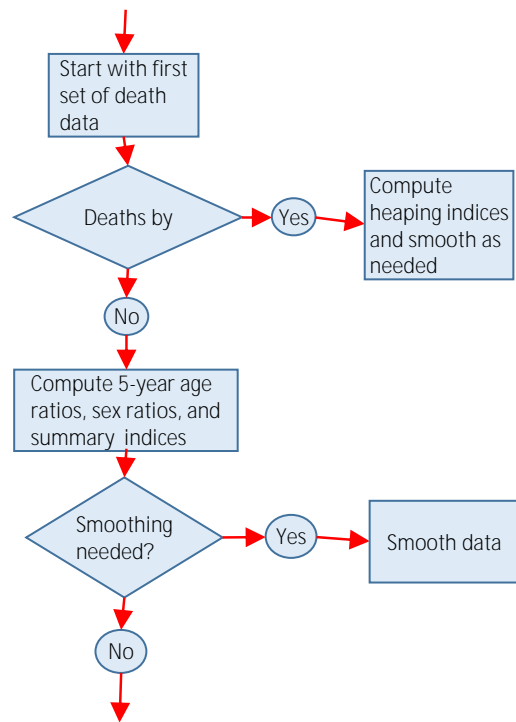 Start with first
set of death
data
Deaths by
Yes
Compute
heaping indices
and smooth as
needed
No
Compute 5-year age
ratios, sex ratios, and
summary indices
Smoothing
needed?
Yes
Smooth data
No